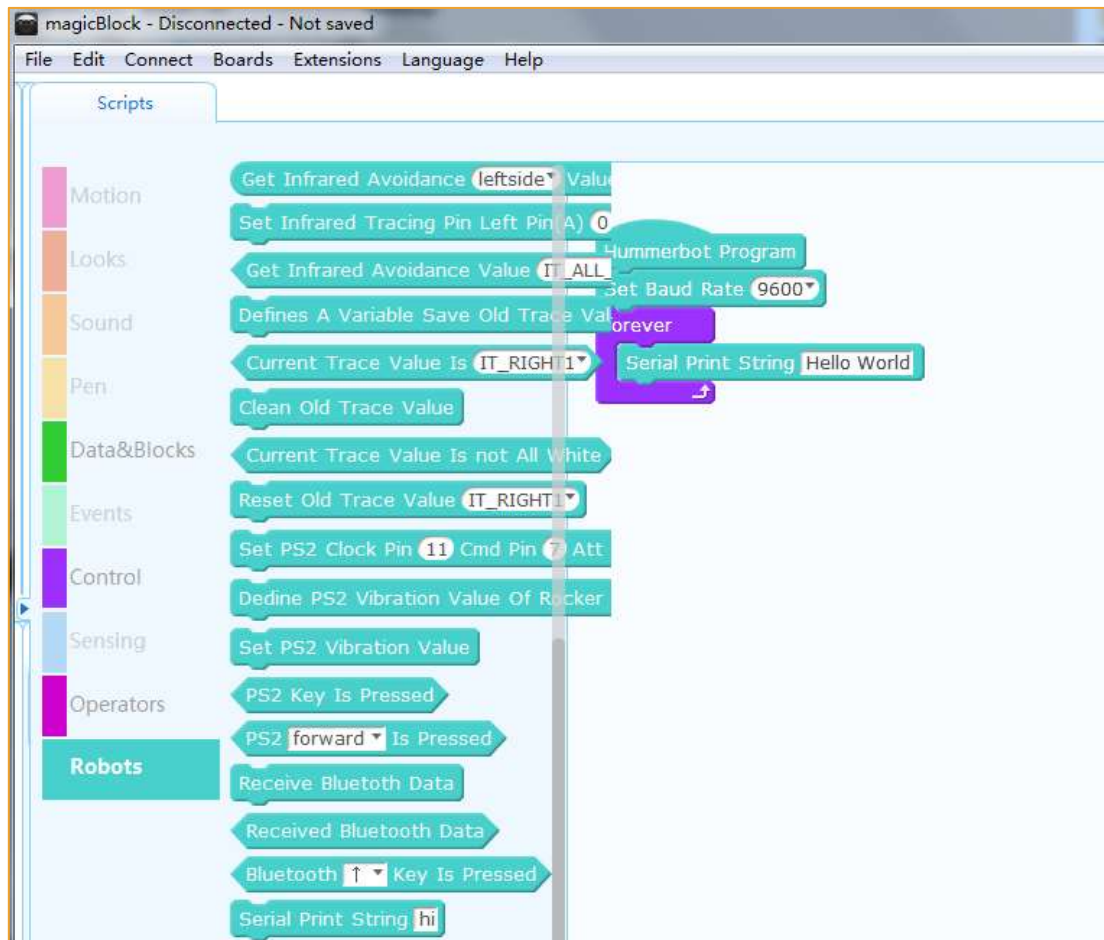 magicBlock - Disconnected - Not saved
File Edit Connect Boards Extensions Language Help
Scripts
Motion
Looks
Sound
Pen
Data&Blocks
Events
Control
Sensing
Operators
Robots
Get Infrared Avoidance leftside Value
Set Infrared Tracing Pin Left Pin(A) 0
Get Infrared Avoidance Value IT_ALL_
Defines A Variable Save Old Trace Val
Current Trace Value Is IT_RIGHT1
Clean Old Trace Value
Current Trace Value Is not All White
Reset Old Trace Value IT_RIGHT1
Set PS2 Clock Pin 11 Cmd Pin 7 Att
Dedine PS2 Vibration Value Of Rocker
Set PS2 Vibration Value
PS2 Key Is Pressed
PS2 forward Is Pressed
Receive Bluetoth Data
Received Bluetooth Data
Bluetooth ↑ Key Is Pressed
Serial Print String hi
Hummerbot Program
Set Baud Rate 9600
orever
Serial Print String Hello World